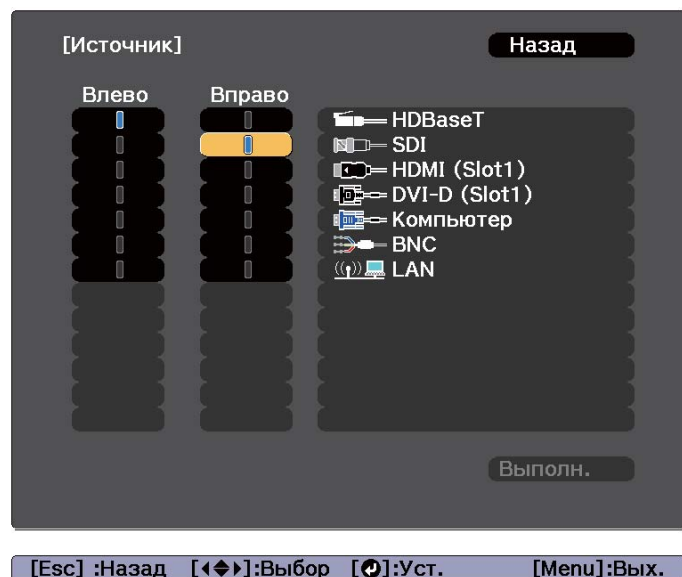 [Источник]
Назад
Влево Вправо
HDBaseT
SDI
HDMI (Slot1)
DVI-D (Slot1)
Компьютер
BNC
LAN
Выполн.
[Esc] :Назад [◀◆▶]:Выбор [↵]:Уст. [Menu]:Вых.